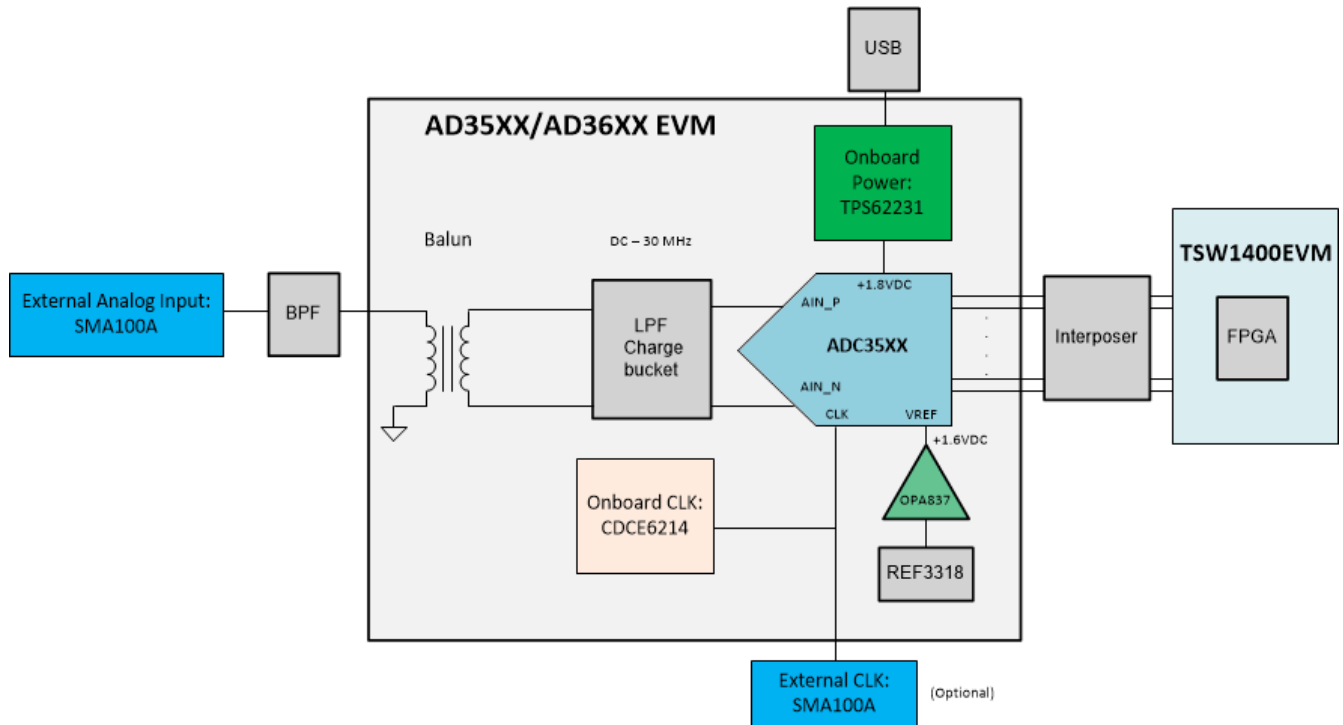 USB
AD35XX/AD36XX EVM
Onboard
Power:
TPS62231
Balun
DC – 30 MHz
TSW1400EVM
External Analog Input:
SMA100A
BPF
LPF
Charge
bucket
+1.8VDC
AIN_P
ADC35XX
AIN_N
CLK
VREF
Interposer
FPGA
+1.6VDC
OPA837
Onboard CLK:
CDCE6214
REF3318
External CLK:
SMA100A
(Optional)